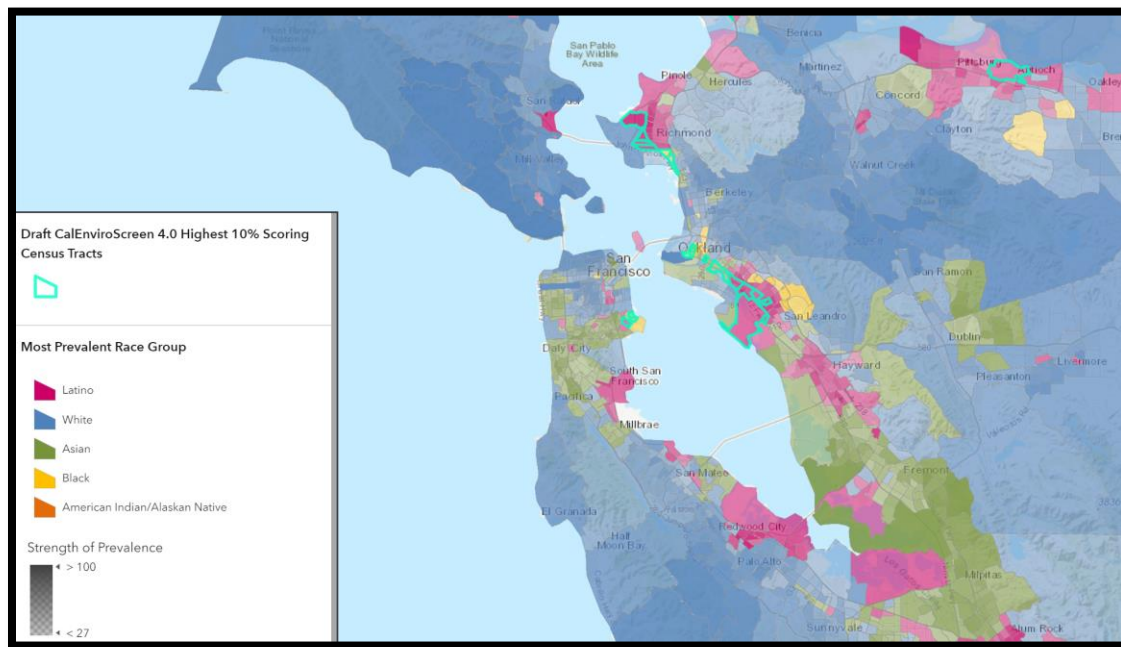 Draft CalEnviroScreen 4.0 Highest 10% Scoring
Census Tracts
Most Prevalent Race Group
Latino
White
Asian
Black
American Indian/Alaskan Native
Strength of Prevalence
> 100
< 27
San Pablo
Bay Wildlife
Area
Benicia
Martinez
Pinole
Hercules
Pittsburg
Antioch
Oakley
Concord
Clayton
Richmond
Mill Valley
Walnut Creek
Berkeley
Oakland
San
Francisco
San Ramon
San Leandro
Dublin
Livermore
Pleasanton
Daly City
Hayward
South San
Francisco
Pacifica
Millbrae
San Mateo
Fremont
El Granada
Half
Moon Bay
Redwood City
Palo Alto
Milpitas
Sunnyvale
Alum Rock